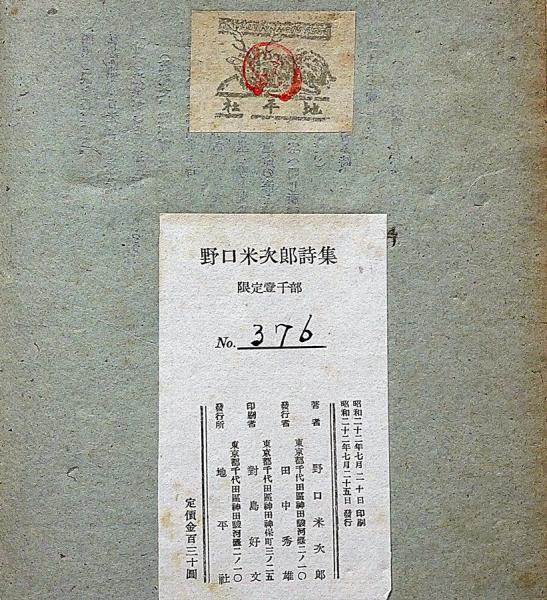 社平地
野口米次郎詩集
限定壹千部
No. 376
昭和二十二年七月二十日 印刷
昭和二十二年七月二十五日 發行
著者 野口米次郎
東京都千代田區神田駿河臺二ノ一〇
發行者 田中秀雄
東京都千代田區神田神保町三ノ二五
印刷者 對島好文
東京都千代田區神田駿河臺二ノ一〇
發行所 地平社
定價金百三十圓